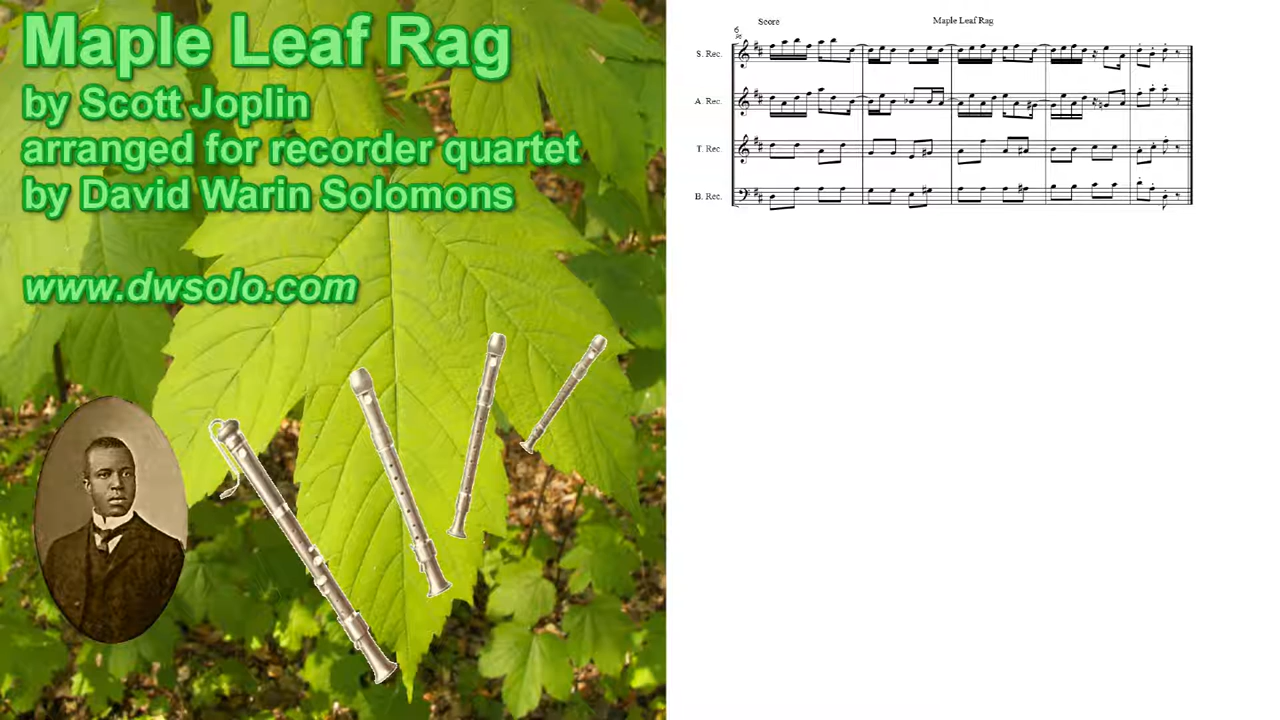 Maple Leaf Rag
by Scott Joplin
arranged for recorder quartet
by David Warin Solomons
www.dwsolo.com
Score
Maple Leaf Rag
S. Rec.
A. Rec.
T. Rec.
B. Rec.